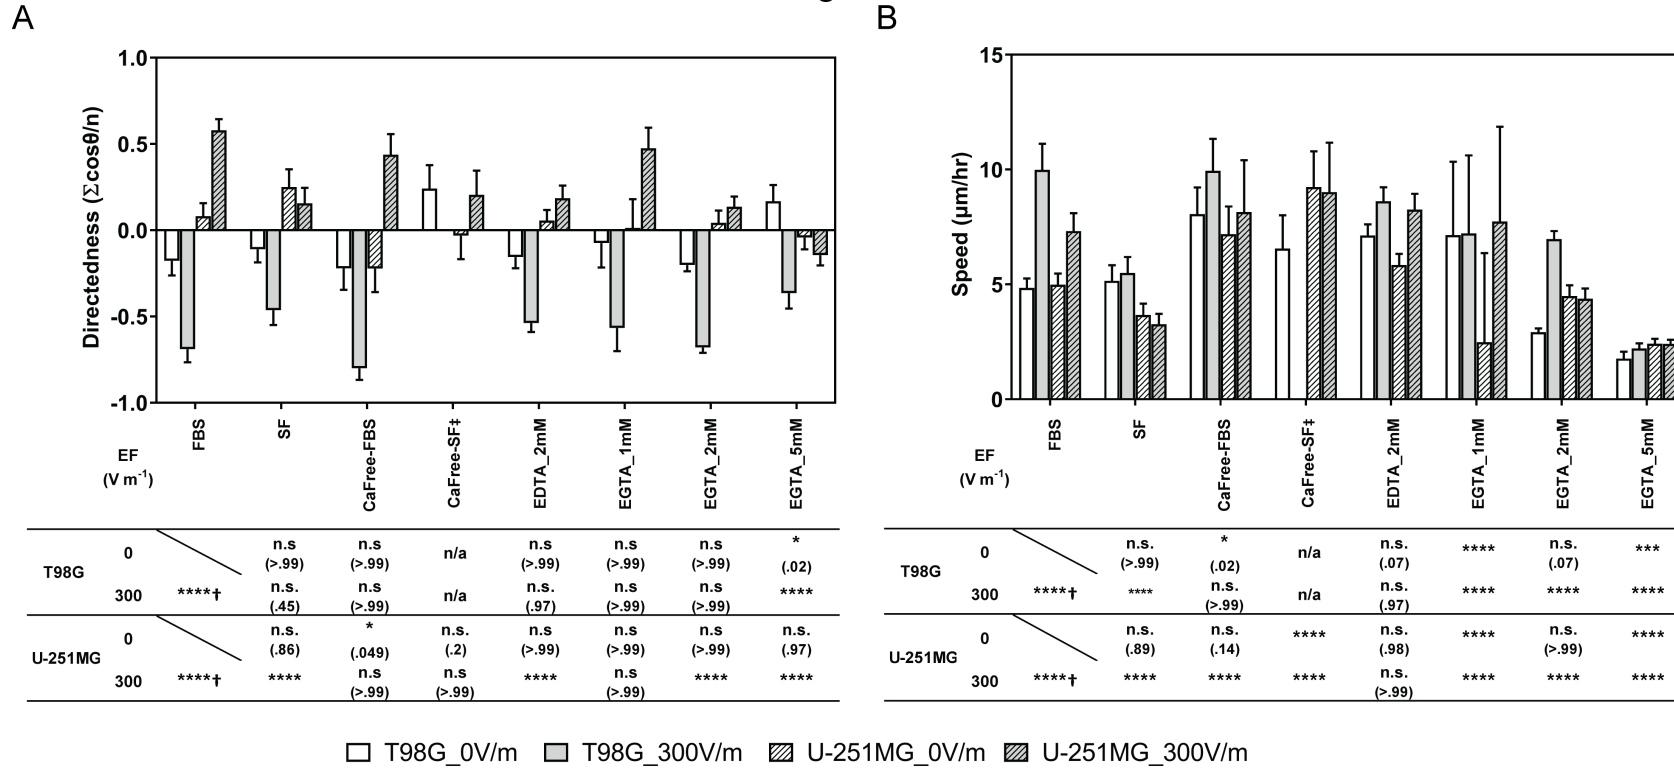 A
B
1.0
0.5
0.0
-0.5
-1.0
Directedness (Σcosθ/n)
FBS
SF
CaFree-FBS
CaFree-SF‡
EDTA_2mM
EGTA_1mM
EGTA_2mM
EGTA_5mM
EF
(V m-1)
T98G
0
n.s n.s n/a n.s n.s n.s *
(>.99) (>.99) (>.99) (>.99) (>.99) (.02)
300
****† n.s. n.s n/a n.s. n.s n.s ****
(.45) (>.99) (.97) (>.99) (>.99)
U-251MG
0
n.s. * n.s. n.s n.s n.s n.s.
(.86) (.049) (.2) (>.99) (>.99) (>.99) (.97)
300
****† **** n.s n.s **** n.s **** ****
(>.99) (>.99) (>.99)
15
10
5
0
Speed (μm/hr)
FBS
SF
CaFree-FBS
CaFree-SF‡
EDTA_2mM
EGTA_1mM
EGTA_2mM
EGTA_5mM
EF
(V m-1)
T98G
0
n.s. * n/a n.s. **** n.s. ***
(>.99) (.02) (.07) (.07)
300
****† **** n.s. n/a n.s. **** **** ****
(>.99) (.97)
U-251MG
0
n.s. n.s. **** n.s. **** n.s. ****
(.89) (.14) (.98) (>.99)
300
****† **** **** **** n.s. **** **** ****
(>.99)
T98G_0V/m T98G_300V/m U-251MG_0V/m U-251MG_300V/m